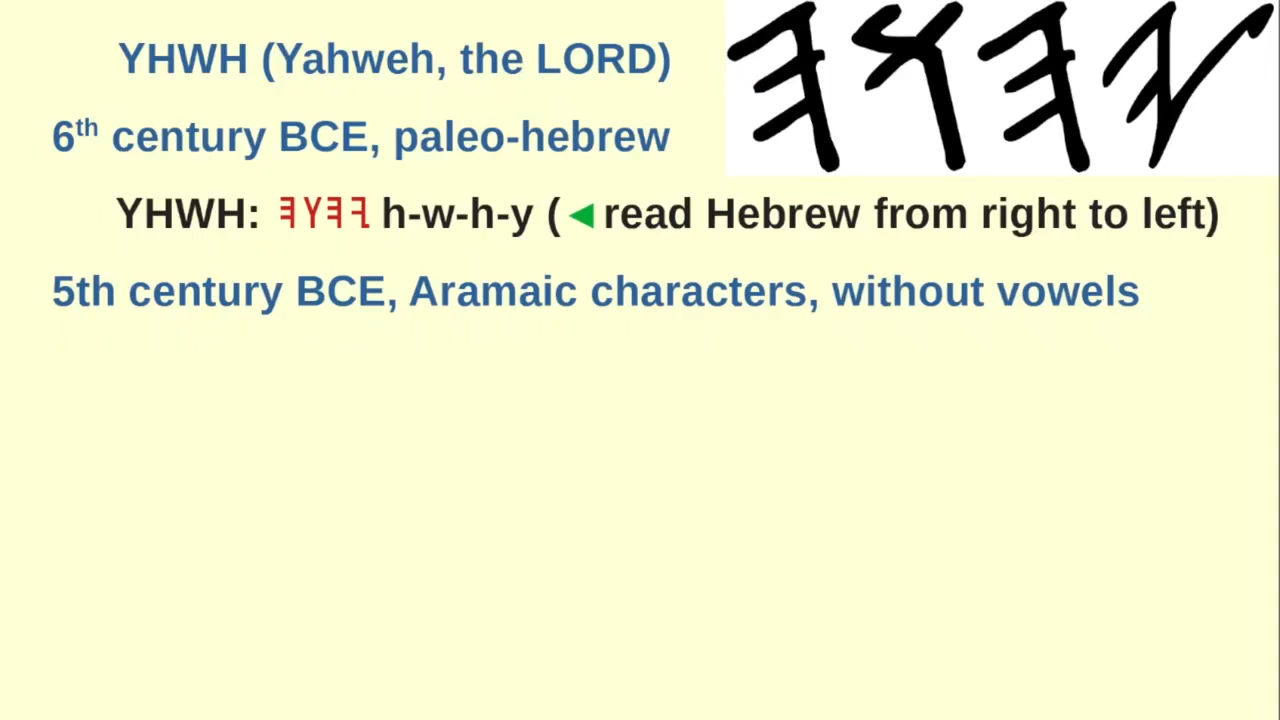 YHWH (Yahweh, the LORD)
𐤉𐤄𐤅𐤄
6th century BCE, paleo-hebrew
YHWH: 𐤉𐤄𐤅𐤄 h-w-h-y (◄read Hebrew from right to left)
5th century BCE, Aramaic characters, without vowels